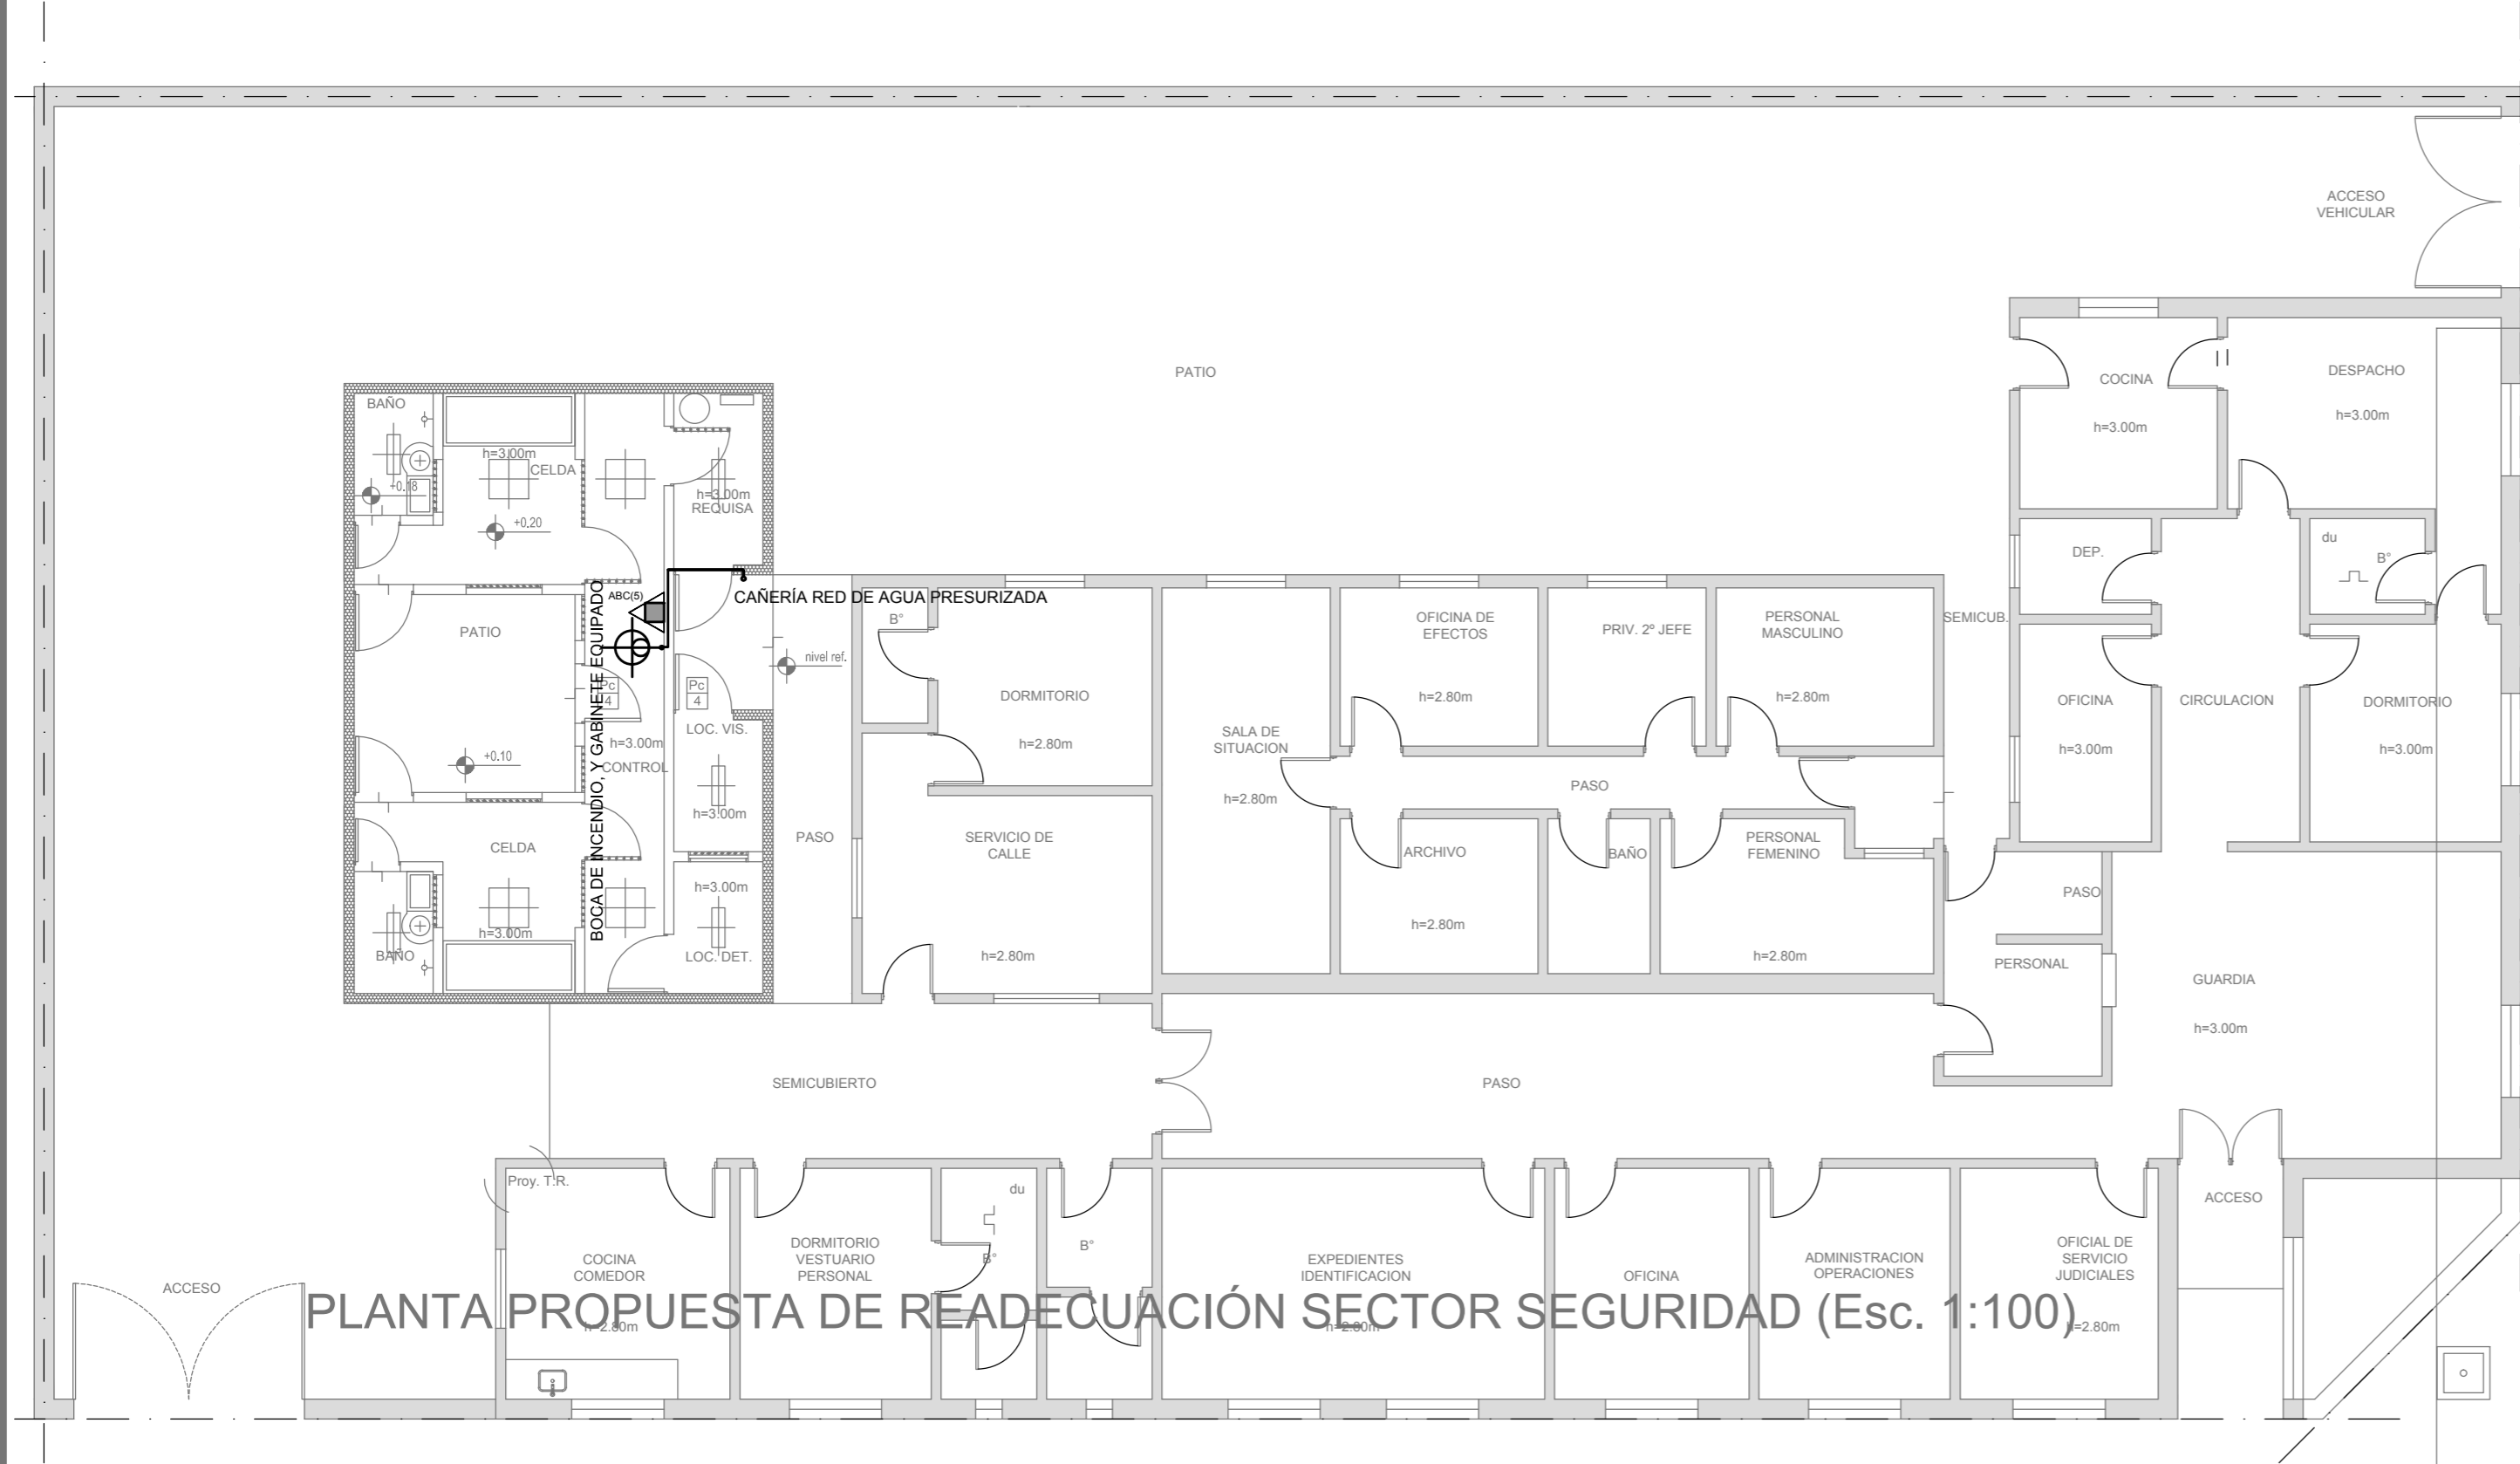 ACCESO
VEHICULAR
PATIO
COCINA
h=3.00m
DESPACHO
h=3.00m
BAÑO
h=3.00m
CELDA
+0.18
+0.20
h=3.00m
REQUISA
DEP.
du
B°
ABC(5)
CAÑERÍA RED DE AGUA PRESURIZADA
BOCA DE INCENDIO, Y GABINETE EQUIPADO
PATIO
nivel ref.
Pc
4
Pc
4
+0.10
h=3.00m
CONTROL
LOC. VIS.
h=3.00m
CELDA
h=3.00m
BAÑO
h=3.00m
LOC. DET.
PASO
B°
DORMITORIO
h=2.80m
SERVICIO DE
CALLE
h=2.80m
SALA DE
SITUACION
h=2.80m
OFICINA DE
EFECTOS
h=2.80m
PRIV. 2º JEFE
PERSONAL
MASCULINO
h=2.80m
SEMICUB.
PASO
ARCHIVO
h=2.80m
BAÑO
PERSONAL
FEMENINO
h=2.80m
OFICINA
h=3.00m
CIRCULACION
DORMITORIO
h=3.00m
PASO
PERSONAL
GUARDIA
h=3.00m
SEMICUBIERTO
PASO
Proy. T.R.
ACCESO
COCINA
COMEDOR
h=2.80m
DORMITORIO
VESTUARIO
PERSONAL
du
B°
B°
EXPEDIENTES
IDENTIFICACION
h=2.80m
OFICINA
ADMINISTRACION
OPERACIONES
OFICIAL DE
SERVICIO
JUDICIALES
h=2.80m
ACCESO
PLANTA PROPUESTA DE READECUACIÓN SECTOR SEGURIDAD (Esc. 1:100)